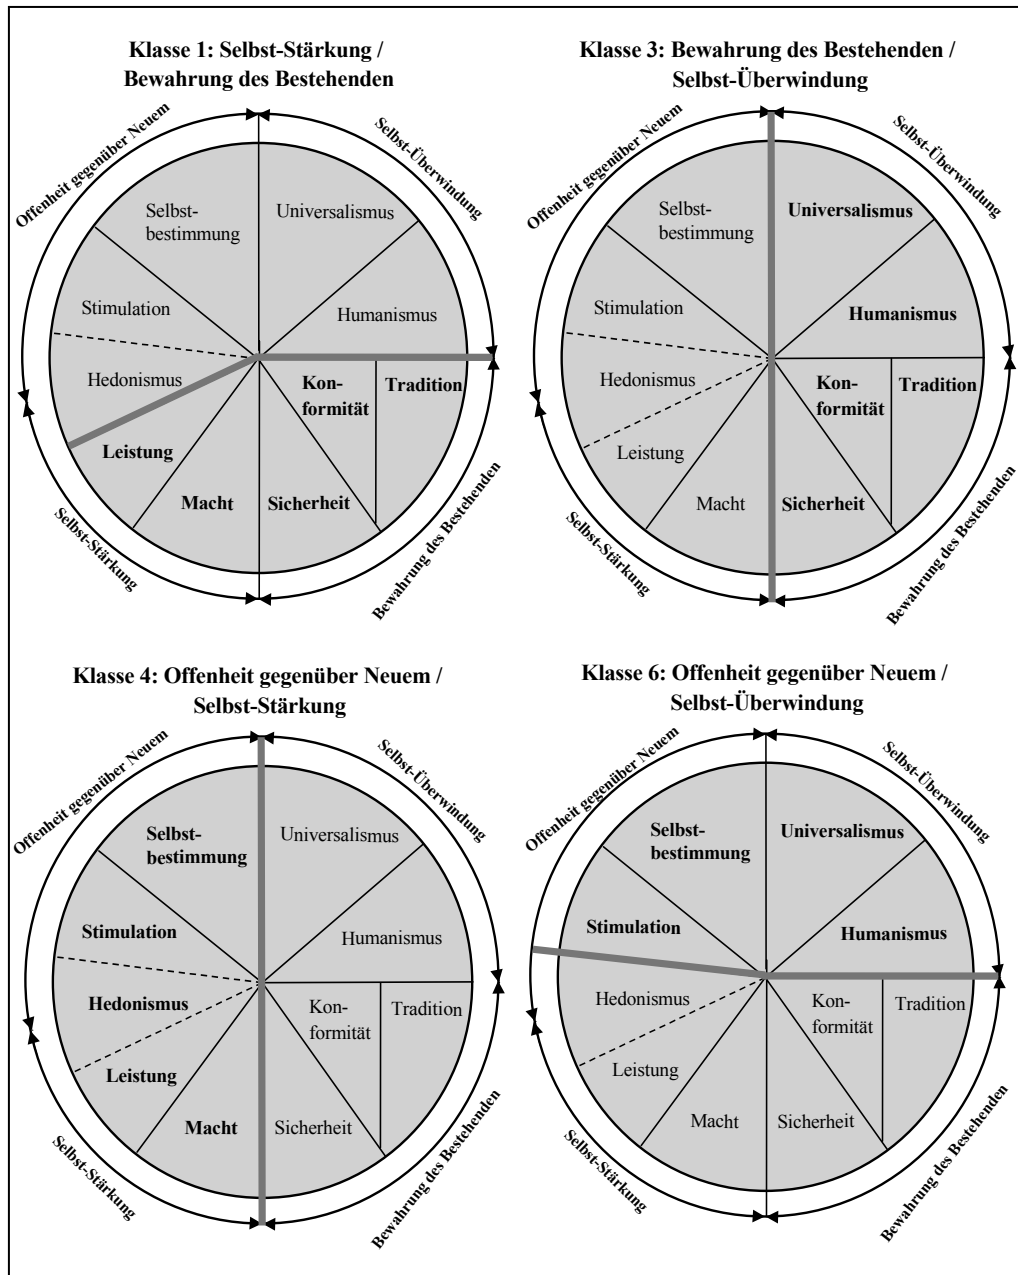 Klasse 1: Selbst-Stärkung /
Bewahrung des Bestehenden
Offenheit gegenüber Neuem
Selbst-Überwindung
Selbst-
bestimmung
Universalismus
Stimulation
Humanismus
Hedonismus
Kon-
formität
Tradition
Leistung
Macht
Sicherheit
Selbst-Stärkung
Bewahrung des Bestehenden
Klasse 3: Bewahrung des Bestehenden /
Selbst-Überwindung
Offenheit gegenüber Neuem
Selbst-Überwindung
Selbst-
bestimmung
Universalismus
Stimulation
Humanismus
Hedonismus
Kon-
formität
Tradition
Leistung
Macht
Sicherheit
Selbst-Stärkung
Bewahrung des Bestehenden
Klasse 4: Offenheit gegenüber Neuem /
Selbst-Stärkung
Offenheit gegenüber Neuem
Selbst-Überwindung
Selbst-
bestimmung
Universalismus
Stimulation
Humanismus
Hedonismus
Kon-
formität
Tradition
Leistung
Macht
Sicherheit
Selbst-Stärkung
Bewahrung des Bestehenden
Klasse 6: Offenheit gegenüber Neuem /
Selbst-Überwindung
Offenheit gegenüber Neuem
Selbst-Überwindung
Selbst-
bestimmung
Universalismus
Stimulation
Humanismus
Hedonismus
Kon-
formität
Tradition
Leistung
Macht
Sicherheit
Selbst-Stärkung
Bewahrung des Bestehenden